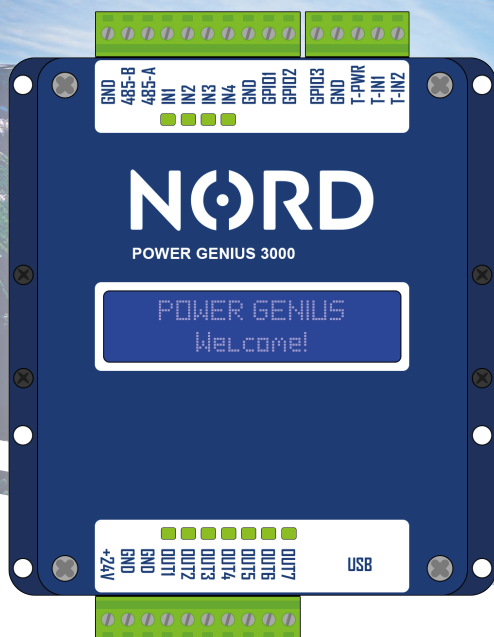 GND 485-B 485-A IN1 IN2 IN3 IN4 GND GPIO1 GPIO2 GPIO3 GND T-PWR T-IN1 T-IN2
NORD
POWER GENIUS 3000
POWER GENIUS
Welcome!
+24V GND GND OUT1 OUT2 OUT3 OUT4 OUT5 OUT6 OUT7 USB